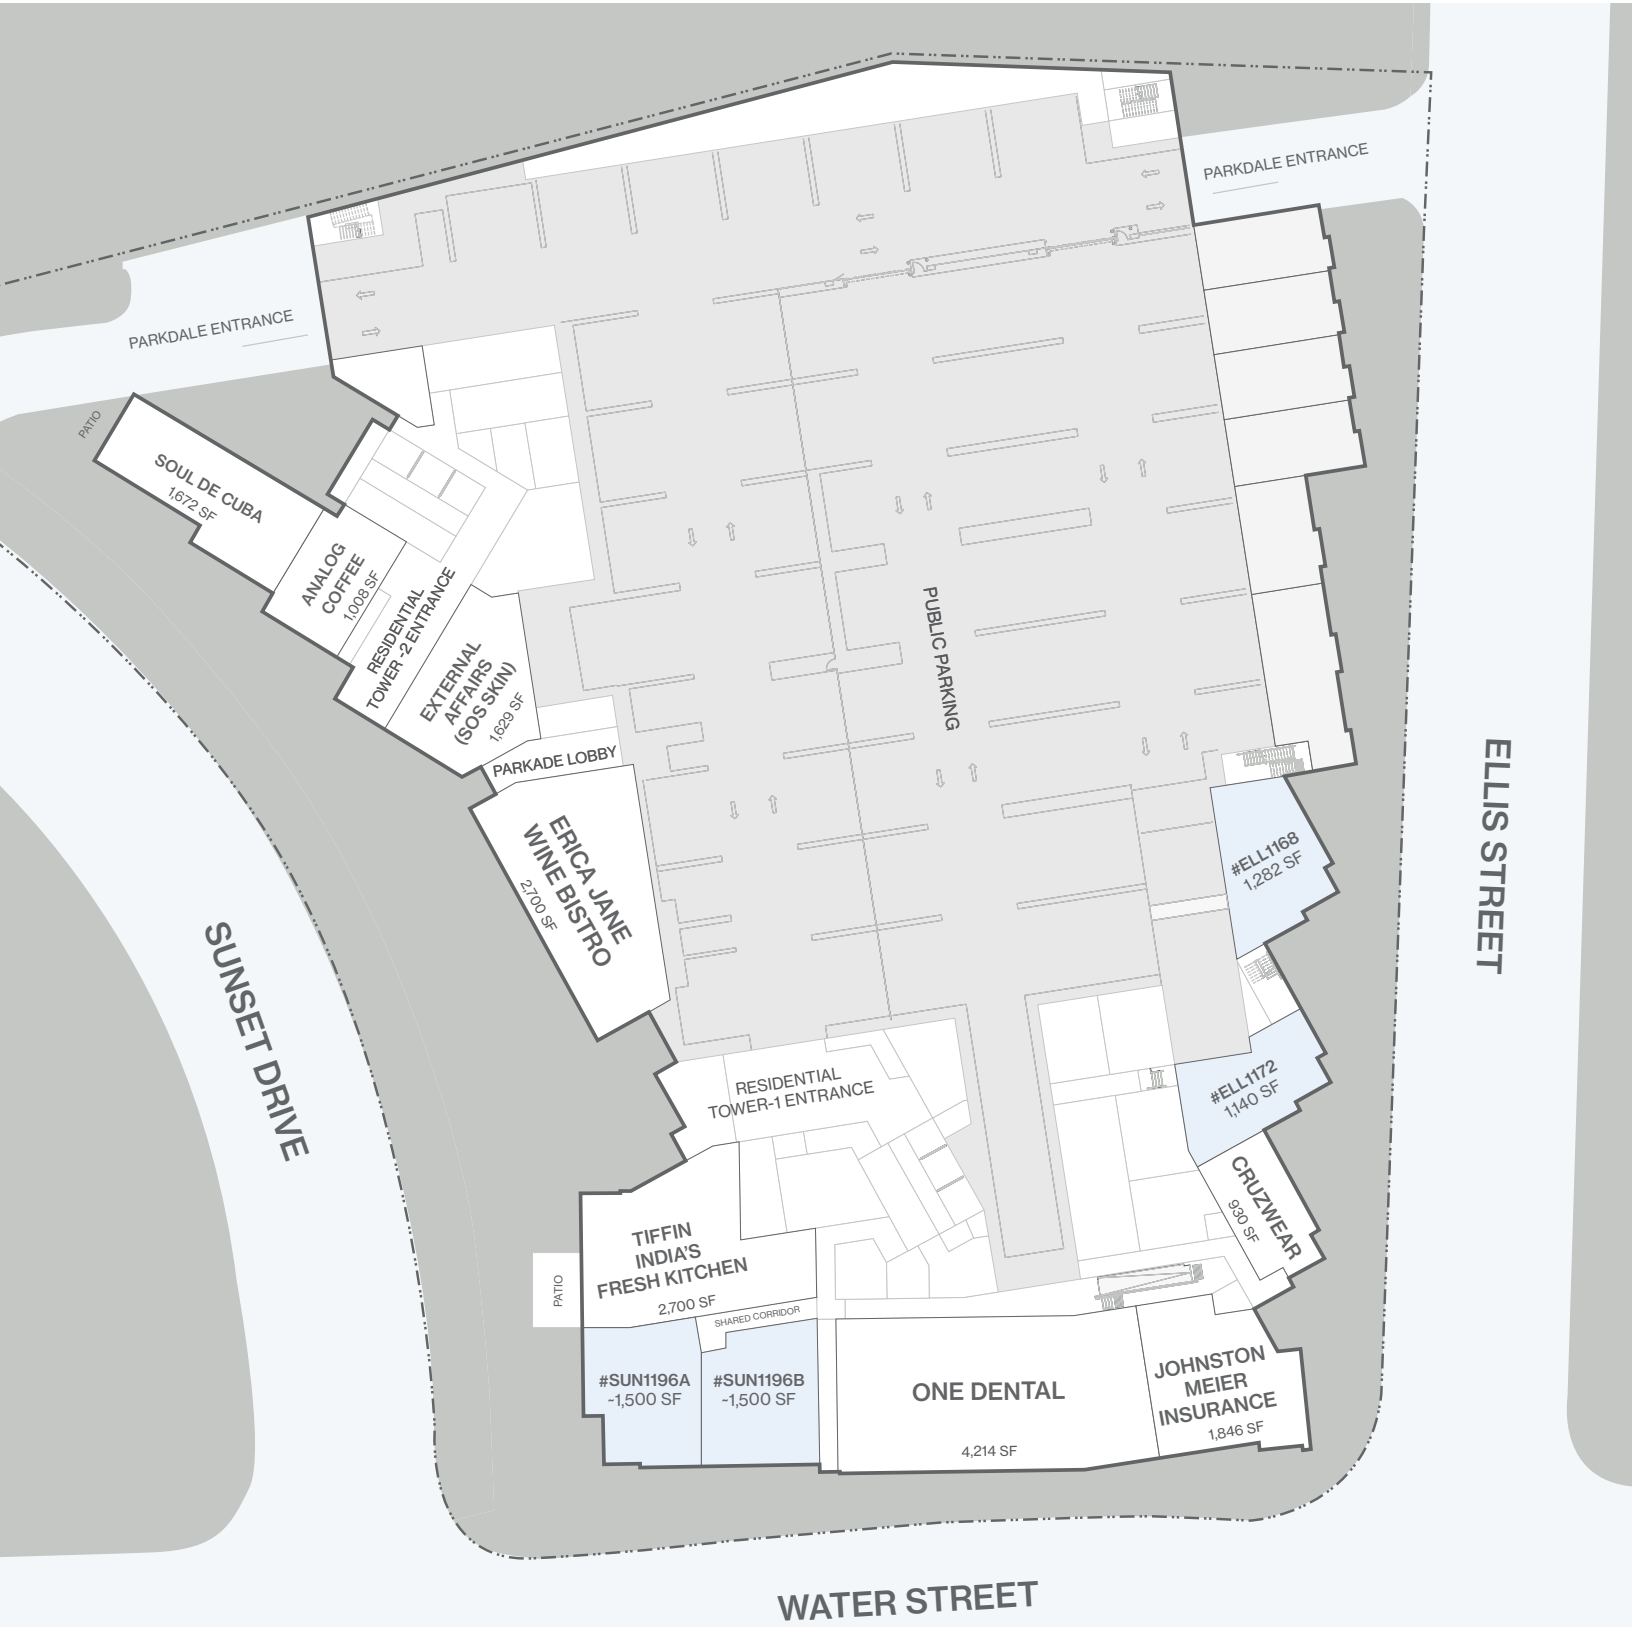 PARKDALE ENTRANCE
PARKDALE ENTRANCE
PATIO
SOUL DE CUBA
1,672 SF
ANALOG
COFFEE
1,008 SF
RESIDENTIAL
TOWER -2 ENTRANCE
EXTERNAL
AFFAIRS
(SOS SKIN)
1,629 SF
PUBLIC PARKING
PARKADE LOBBY
ERICA JANE
WINE BISTRO
2,700 SF
ELLIS STREET
#ELL1168
1,282 SF
SUNSET DRIVE
RESIDENTIAL
TOWER-1 ENTRANCE
#ELL1172
1,140 SF
CRUZWEAR
930 SF
TIFFIN
INDIA'S
FRESH KITCHEN
2,700 SF
PATIO
SHARED CORRIDOR
#SUN1196A
~1,500 SF
#SUN1196B
~1,500 SF
ONE DENTAL
4,214 SF
JOHNSTON
MEIER
INSURANCE
1,846 SF
WATER STREET